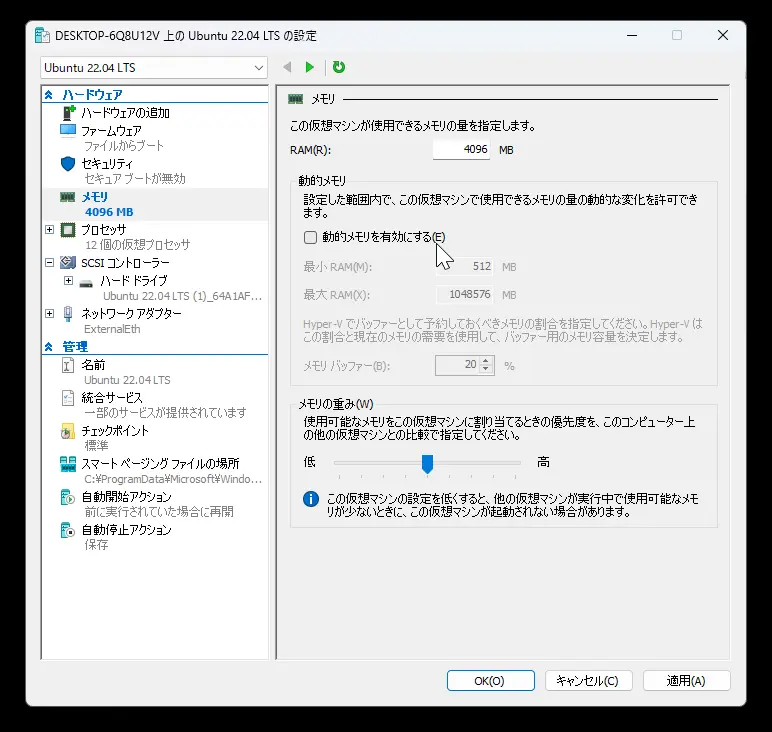 DESKTOP-6Q8U12V 上の Ubuntu 22.04 LTS の設定
Ubuntu 22.04 LTS
ハードウェア
ハードウェアの追加
ファームウェア
ファイルからブート
セキュリティ
セキュア ブートが無効
メモリ
4096 MB
プロセッサ
12 個の仮想プロセッサ
SCSI コントローラー
ハード ドライブ
Ubuntu 22.04 LTS (1)_64A1AF...
ネットワーク アダプター
ExternalEth
管理
名前
Ubuntu 22.04 LTS
統合サービス
一部のサービスが提供されています
チェックポイント
標準
スマート ページング ファイルの場所
C:¥ProgramData¥Microsoft¥Windo...
自動開始アクション
前に実行されていた場合に再開
自動停止アクション
保存
メモリ
この仮想マシンが使用できるメモリの量を指定します。
RAM(R): 4096 MB
動的メモリ
設定した範囲内で、この仮想マシンで使用できるメモリの量の動的な変化を許可でき
ます。
動的メモリを有効にする(E)
最小 RAM(M): 512 MB
最大 RAM(X): 1048576 MB
Hyper-V でバッファーとして予約しておくべきメモリの割合を指定してください。Hyper-V は
この割合と現在のメモリの需要を使用して、バッファー用のメモリ容量を決定します。
メモリ バッファー(B): 20 %
メモリの重み(W)
使用可能なメモリをこの仮想マシンに割り当てるときの優先度を、このコンピューター上
の他の仮想マシンとの比較で指定してください。
低 高
この仮想マシンの設定を低くすると、他の仮想マシンが実行中で使用可能なメモ
リが少ないときに、この仮想マシンが起動されない場合があります。
OK(O) キャンセル(C) 適用(A)